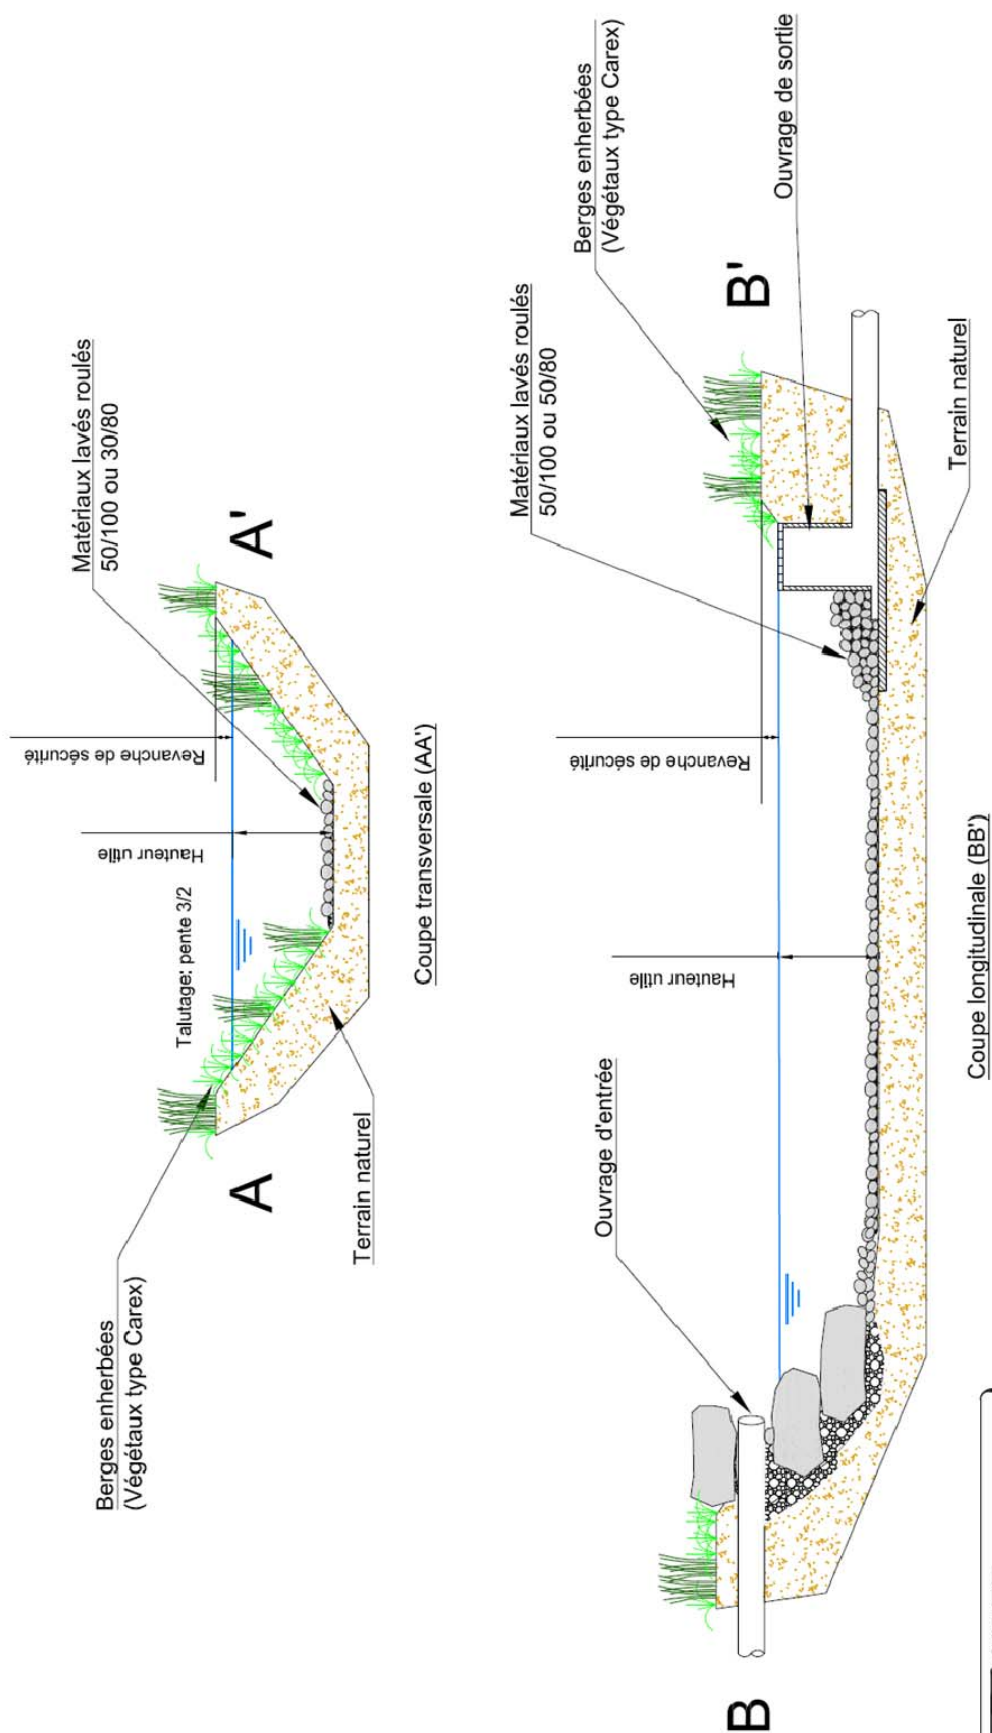 Matériaux lavés roulés
50/100 ou 30/80
A
A'
Revanche de sécurité
Hauteur utile
Talutage: pente 3/2
Berges enherbées
(Végétaux type Carex)
Terrain naturel
Coupe transversale (AA')
Berges enherbées
(Végétaux type Carex)
Ouvrage de sortie
Matériaux lavés roulés
50/100 ou 50/80
B
B'
Revanche de sécurité
Hauteur utile
Ouvrage d'entrée
Terrain naturel
Coupe longitudinale (BB')